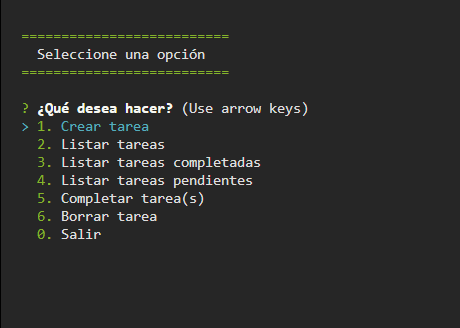 ==========================
Seleccione una opción
==========================
? ¿Qué desea hacer? (Use arrow keys)
> 1. Crear tarea
2. Listar tareas
3. Listar tareas completadas
4. Listar tareas pendientes
5. Completar tarea(s)
6. Borrar tarea
0. Salir